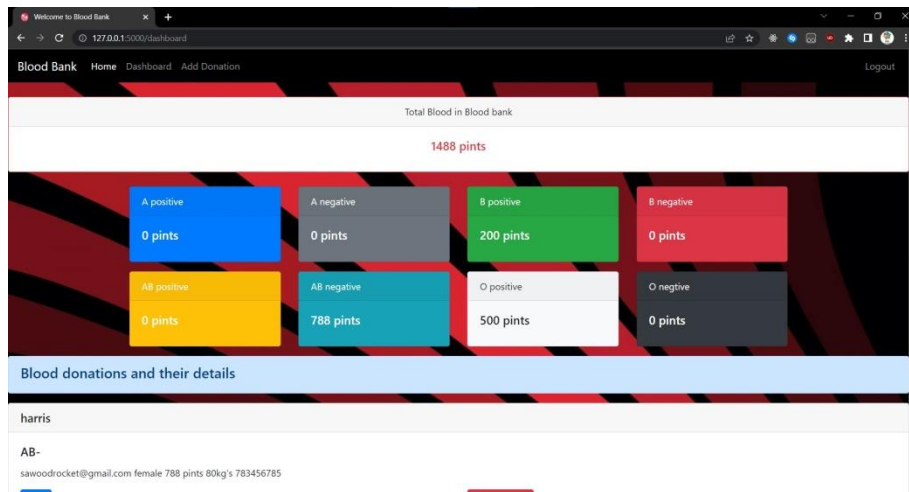 Welcome to Blood Bank
127.0.0.1:5000/dashboard
Blood Bank Home Dashboard Add Donation Logout
Total Blood in Blood bank
1488 pints
A positive A negative B positive B negative
0 pints 0 pints 200 pints 0 pints
AB positive AB negative O positive O negtive
0 pints 788 pints 500 pints 0 pints
Blood donations and their details
harris
AB-
sawoodrocket@gmail.com female 788 pints 80kg's 783456785